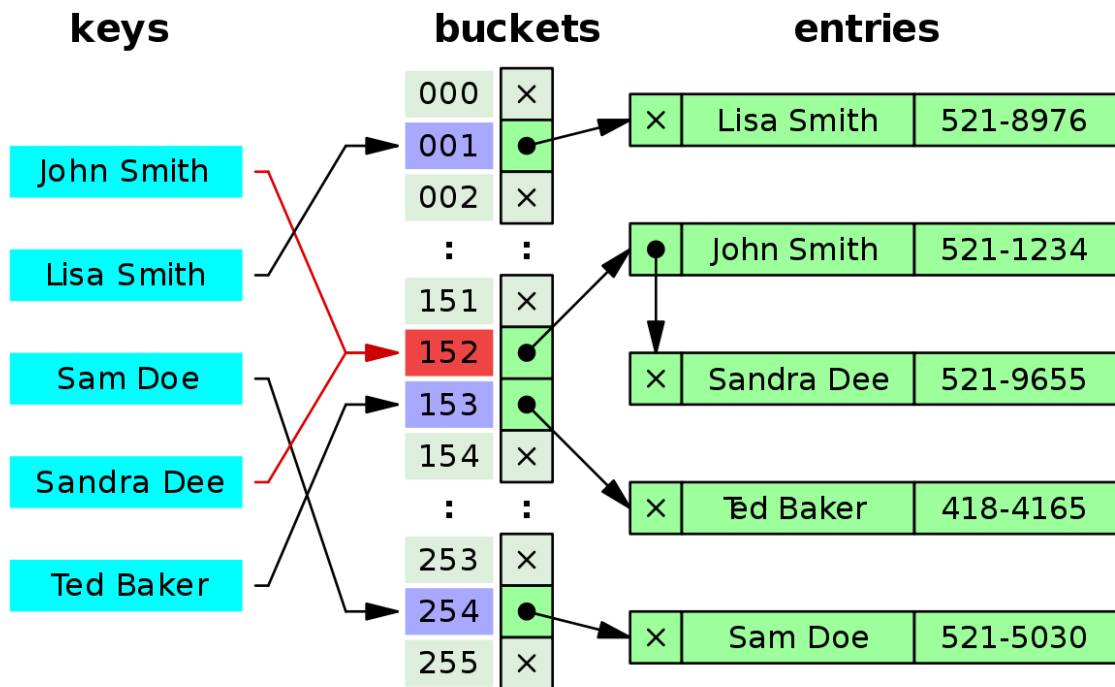 keys
buckets
entries
John Smith
Lisa Smith
Sam Doe
Sandra Dee
Ted Baker
000 ×
001
002 ×
: :
151 ×
152
153
154 ×
: :
253 ×
254
255 ×
× Lisa Smith 521-8976
John Smith 521-1234
× Sandra Dee 521-9655
× Ted Baker 418-4165
× Sam Doe 521-5030